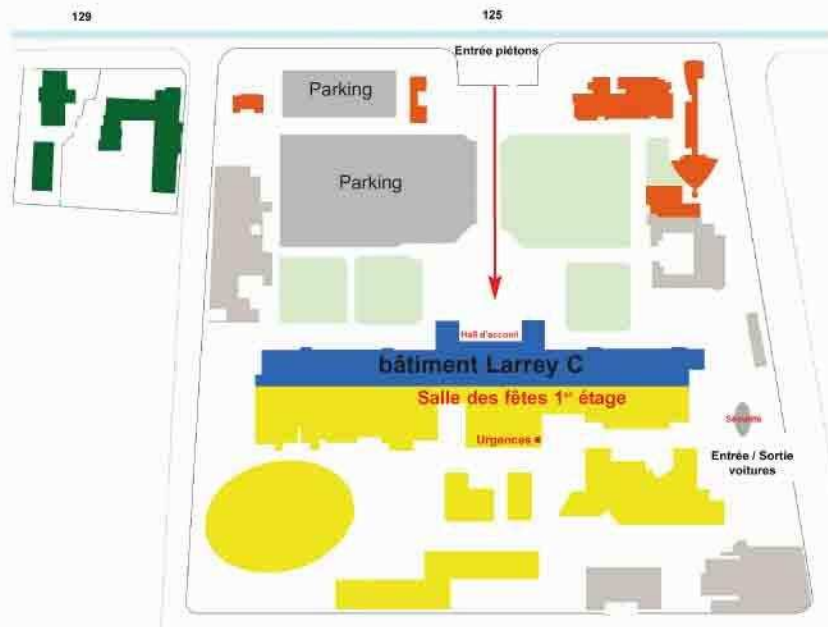 129
125
Entrée piétons
Parking
Parking
Hall d'accueil
bâtiment Larrey C
Salle des fêtes 1er étage
Urgences
Sécurité
Entrée / Sortie
voitures